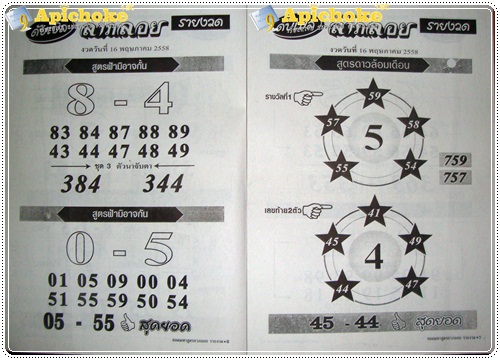 Apichoke
รายงวด
งวดวันที่ 16 พฤษภาคม 2558
สูตรฟ้ามิอาจกั้น
8 - 4
83 84 87 88 89
43 44 47 48 49
ชุด 3 ตัวน่าจับตา
384 344
สูตรฟ้ามิอาจกั้น
0 - 5
01 05 09 00 04
51 55 59 50 54
05 - 55 สุดยอด
Apichoke
รายงวด
งวดวันที่ 16 พฤษภาคม 2558
สูตรดาวล้อมเดือน
รางวัลที่1
59
57 58
5
55 54
759
757
เลขท้าย2ตัว
41
45 49
4
44 47
45 - 44 สุดยอด